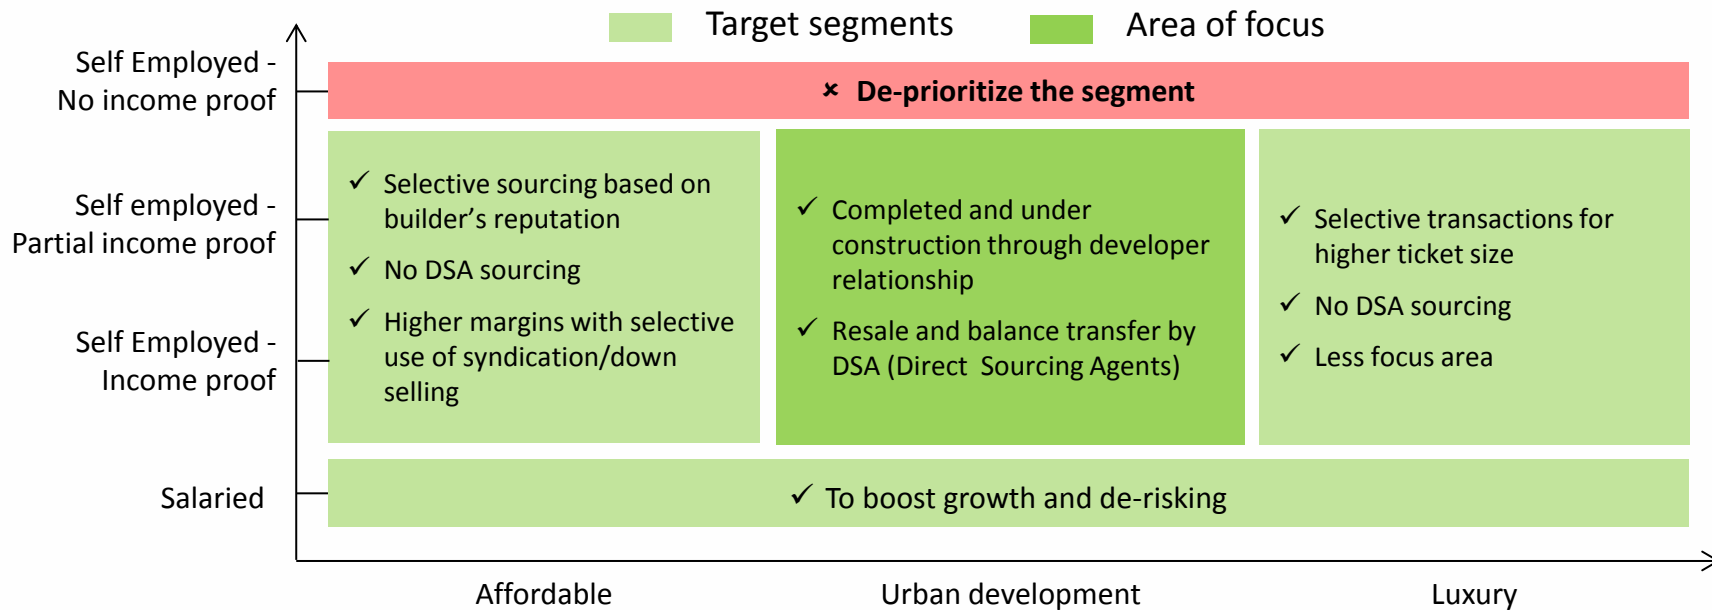 Target segments
Area of focus
Self Employed -
No income proof
× De-prioritize the segment
Self employed -
Partial income proof
Self Employed -
Income proof
✓ Selective sourcing based on
builder’s reputation
✓ No DSA sourcing
✓ Higher margins with selective
use of syndication/down
selling
✓ Completed and under
construction through developer
relationship
✓ Resale and balance transfer by
DSA (Direct Sourcing Agents)
✓ Selective transactions for
higher ticket size
✓ No DSA sourcing
✓ Less focus area
Salaried
✓ To boost growth and de-risking
Affordable
Urban development
Luxury